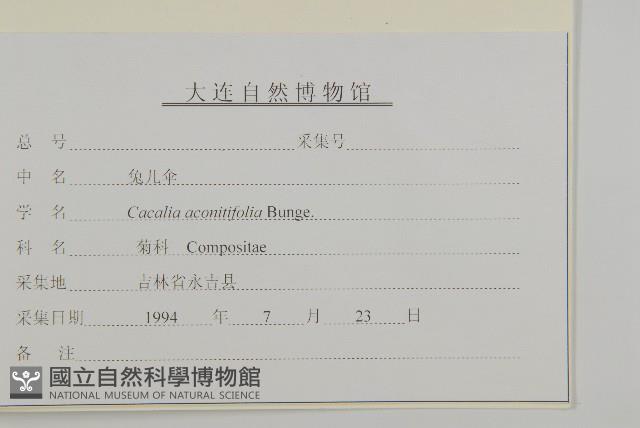 大连自然博物馆
总 号 采集号
中 名 兔儿伞
学 名 Cacalia aconitifolia Bunge.
科 名 菊科 Compositae
采集地 吉林省永吉县
采集日期 1994 年 7 月 23 日
备 注
國立自然科學博物館
NATIONAL MUSEUM OF NATURAL SCIENCE